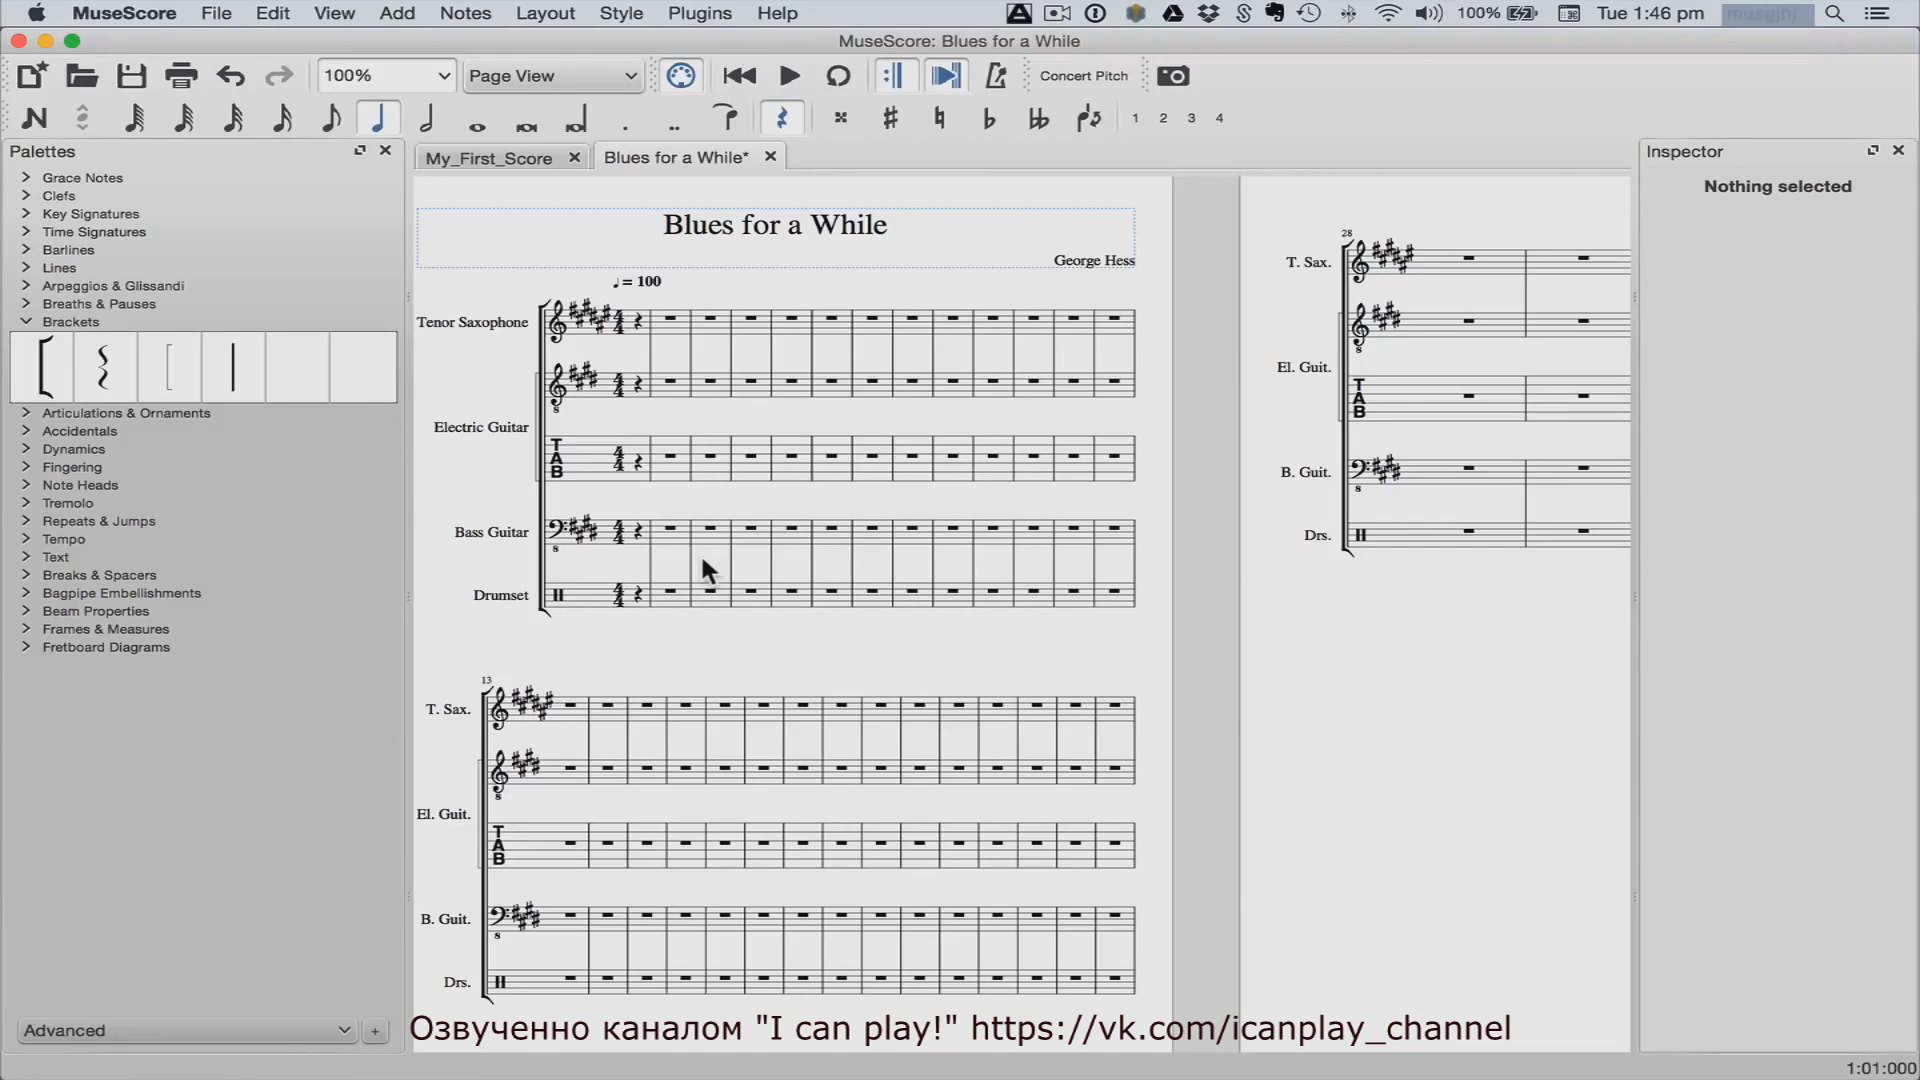 MuseScore File Edit View Add Notes Layout Style Plugins Help 100% Tue 1:46 pm
MuseScore: Blues for a While
100% Page View Concert Pitch
1 2 3 4
Palettes
Grace Notes
Clefs
Key Signatures
Time Signatures
Barlines
Lines
Arpeggios & Glissandi
Breaths & Pauses
Brackets
Articulations & Ornaments
Accidentals
Dynamics
Fingering
Note Heads
Tremolo
Repeats & Jumps
Tempo
Text
Breaks & Spacers
Bagpipe Embellishments
Beam Properties
Frames & Measures
Fretboard Diagrams
Advanced +
My_First_Score Blues for a While*
Blues for a While
George Hess
= 100
Tenor Saxophone
Electric Guitar
TAB
Bass Guitar
Drumset
13
T. Sax.
El. Guit.
TAB
B. Guit.
Drs.
28
T. Sax.
El. Guit.
TAB
B. Guit.
Drs.
Inspector
Nothing selected
Озвученно каналом "I can play!" https://vk.com/icanplay_channel
1:01:000